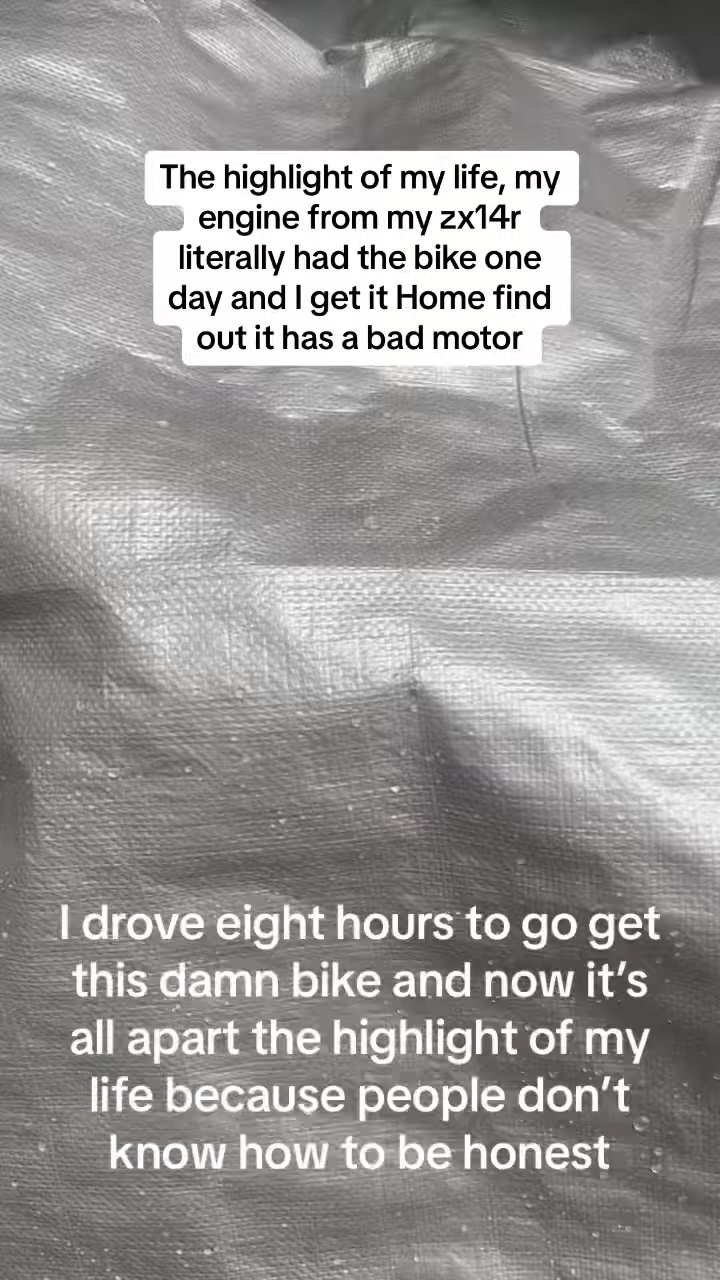 The highlight of my life, my
engine from my zx14r
literally had the bike one
day and I get it Home find
out it has a bad motor
I drove eight hours to go get
this damn bike and now it's
all apart the highlight of my
life because people don't
know how to be honest